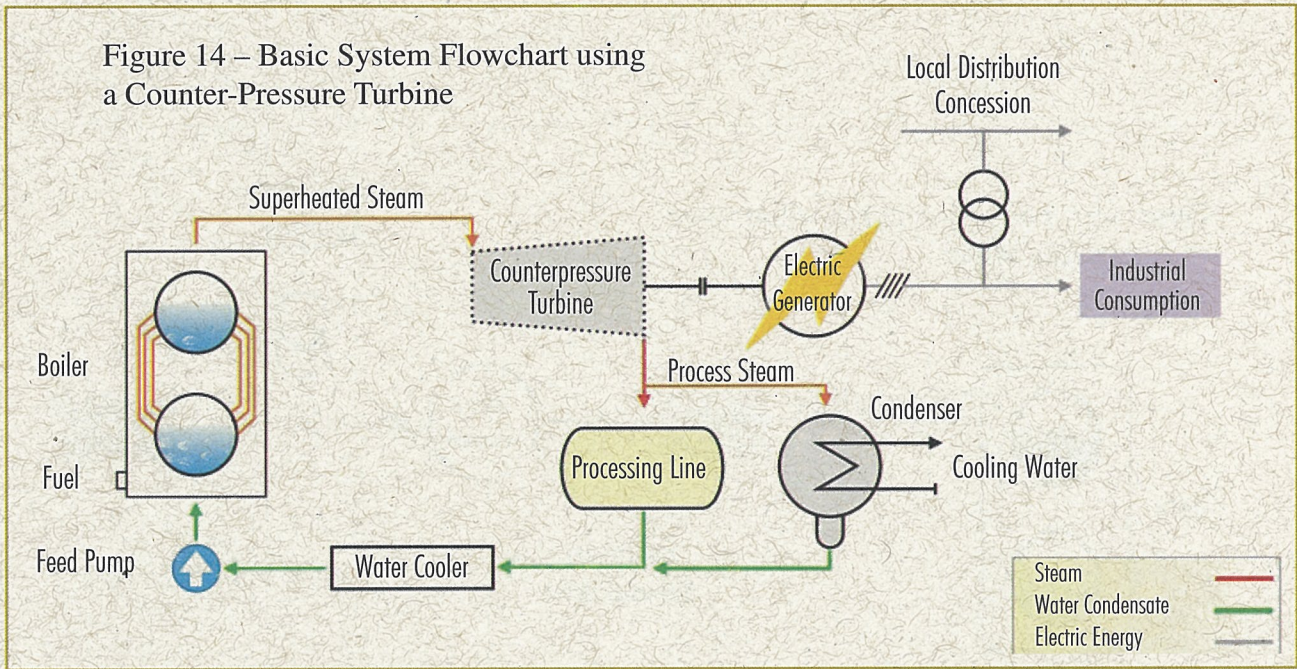 Figure 14 – Basic System Flowchart using
a Counter-Pressure Turbine
Local Distribution
Concession
Superheated Steam
Counterpressure
Turbine
Electric
Generator
Industrial
Consumption
Boiler
Process Steam
Condenser
Fuel
Processing Line
Cooling Water
Feed Pump
Water Cooler
Steam
Water Condensate
Electric Energy